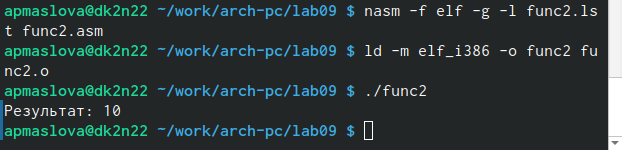 apmaslova@dk2n22 ~/work/arch-pc/lab09 $ nasm -f elf -g -l func2.ls
t func2.asm
apmaslova@dk2n22 ~/work/arch-pc/lab09 $ ld -m elf_i386 -o func2 fu
nc2.o
apmaslova@dk2n22 ~/work/arch-pc/lab09 $ ./func2
Результат: 10
apmaslova@dk2n22 ~/work/arch-pc/lab09 $